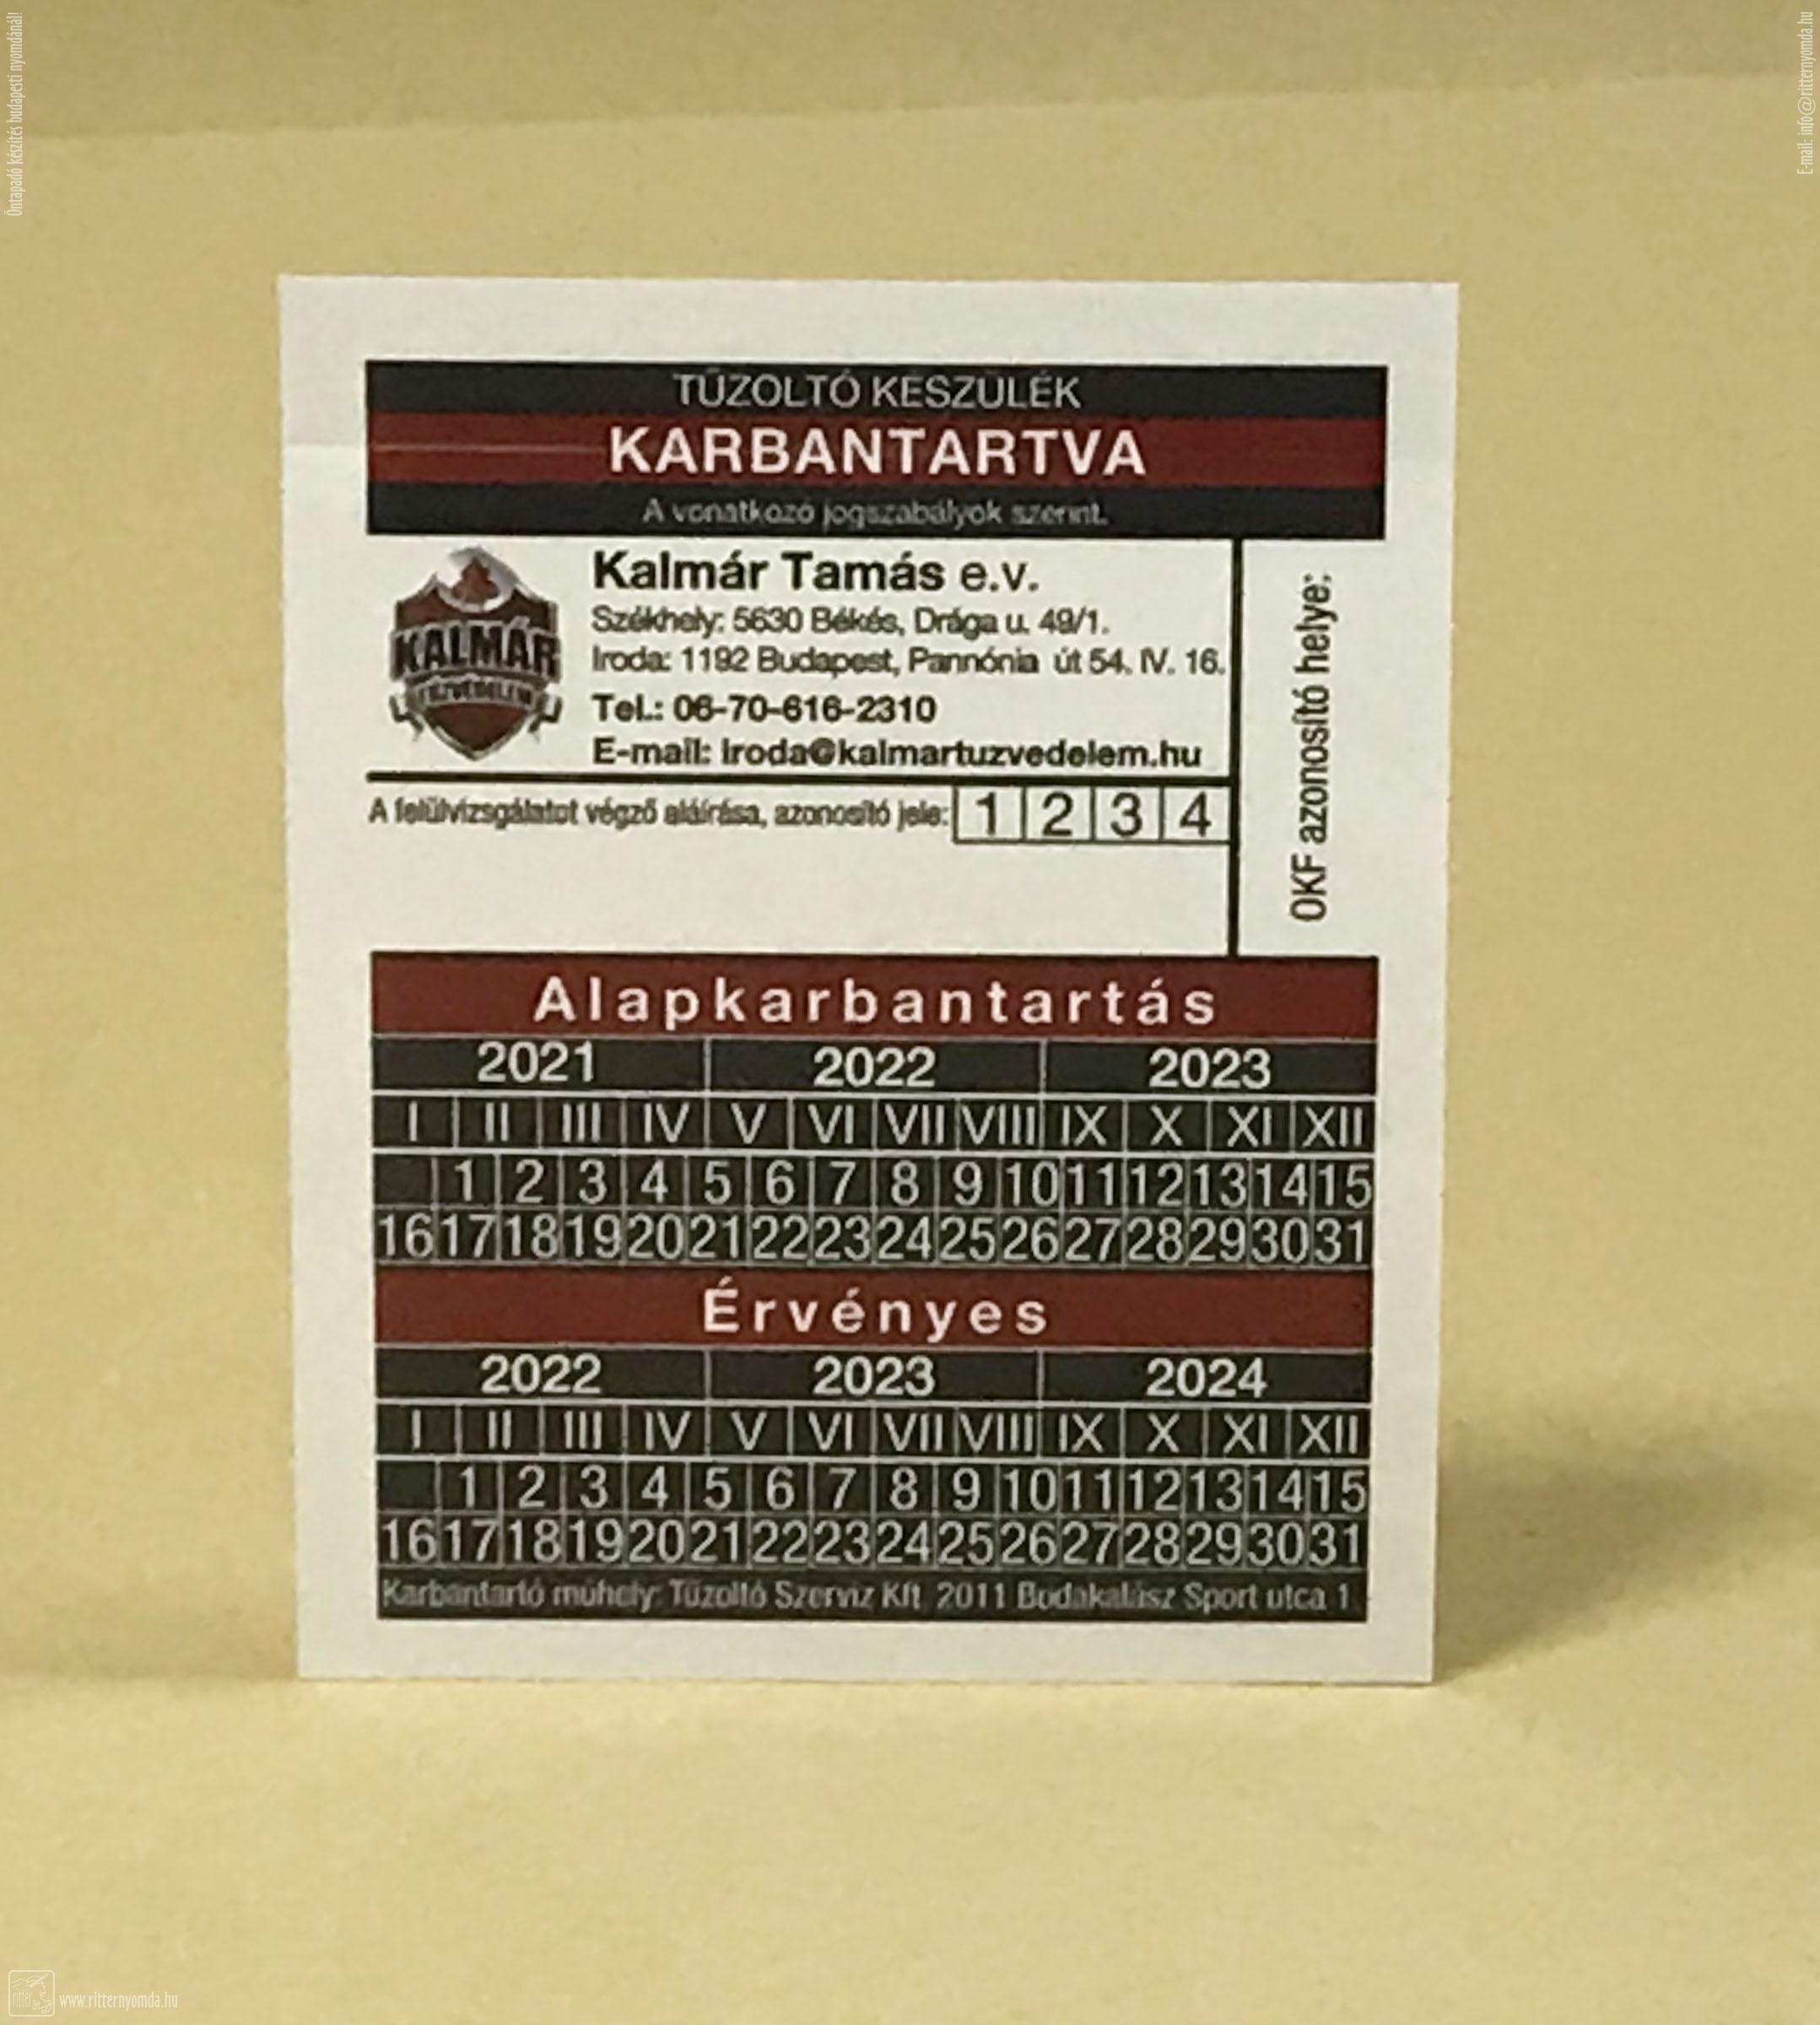 Öntapadó készítés budapesti nyomdánál!
E-mail: info@ritternyomda.hu
TŰZOLTÓ KÉSZÜLÉK
KARBANTARTVA
A vonatkozó jogszabályok szerint.
KALMÁR
TŰZVÉDELEM
Kalmár Tamás e.v.
Székhely: 5630 Békés, Drága u. 49/1.
Iroda: 1192 Budapest, Pannónia út 54. IV. 16.
Tel.: 06-70-616-2310
E-mail: iroda@kalmartuzvedelem.hu
OKF azonosító helye:
A felülvizsgálatot végző aláírása, azonosító jele: 1 2 3 4
Alapkarbantartás
2021 2022 2023
I II III IV V VI VII VIII IX X XI XII
1 2 3 4 5 6 7 8 9 10 11 12 13 14 15
16 17 18 19 20 21 22 23 24 25 26 27 28 29 30 31
Érvényes
2022 2023 2024
I II III IV V VI VII VIII IX X XI XII
1 2 3 4 5 6 7 8 9 10 11 12 13 14 15
16 17 18 19 20 21 22 23 24 25 26 27 28 29 30 31
Karbantartó műhely: Tűzoltó Szerviz Kft. 2011 Budakalász Sport utca 1.
ritter
www.ritternyomda.hu